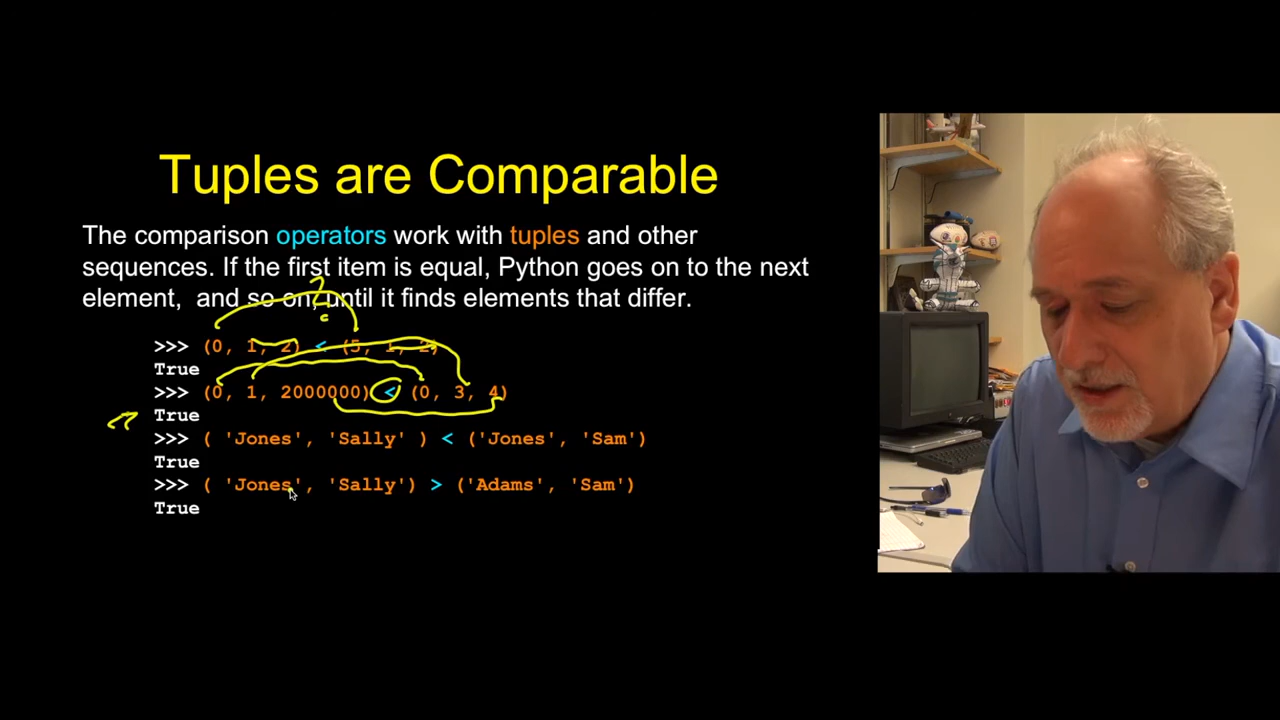 Tuples are Comparable
The comparison operators work with tuples and other
sequences. If the first item is equal, Python goes on to the next
element,  and so on, until it finds elements that differ.
>>> (0, 1, 2) < (5, 1, 2)
True
>>> (0, 1, 2000000) < (0, 3, 4)
True
>>> ( 'Jones', 'Sally' ) < ('Jones', 'Sam')
True
>>> ( 'Jones', 'Sally') > ('Adams', 'Sam')
True